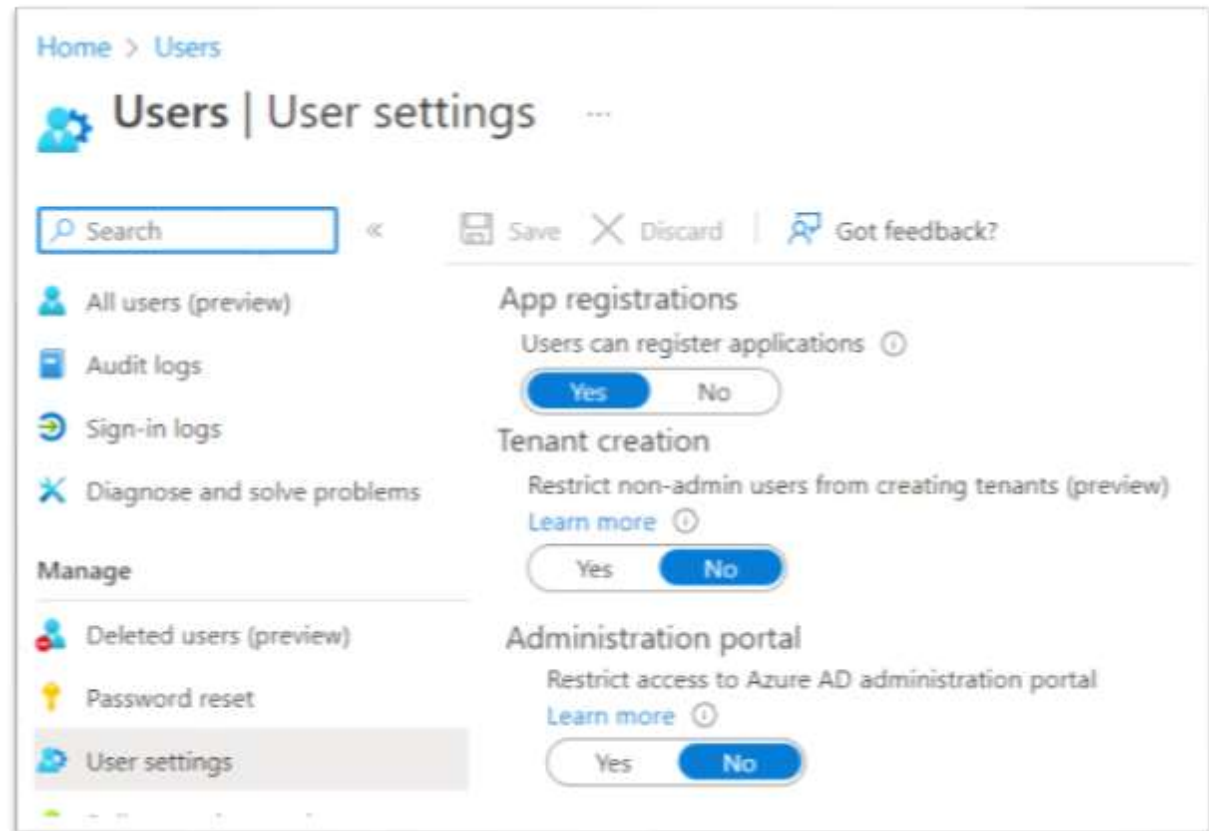 Home > Users
Users | User settings ...
Search «
Save Discard Got feedback?
All users (preview)
Audit logs
Sign-in logs
Diagnose and solve problems
Manage
Deleted users (preview)
Password reset
User settings
App registrations
Users can register applications
Yes No
Tenant creation
Restrict non-admin users from creating tenants (preview)
Learn more
Yes No
Administration portal
Restrict access to Azure AD administration portal
Learn more
Yes No